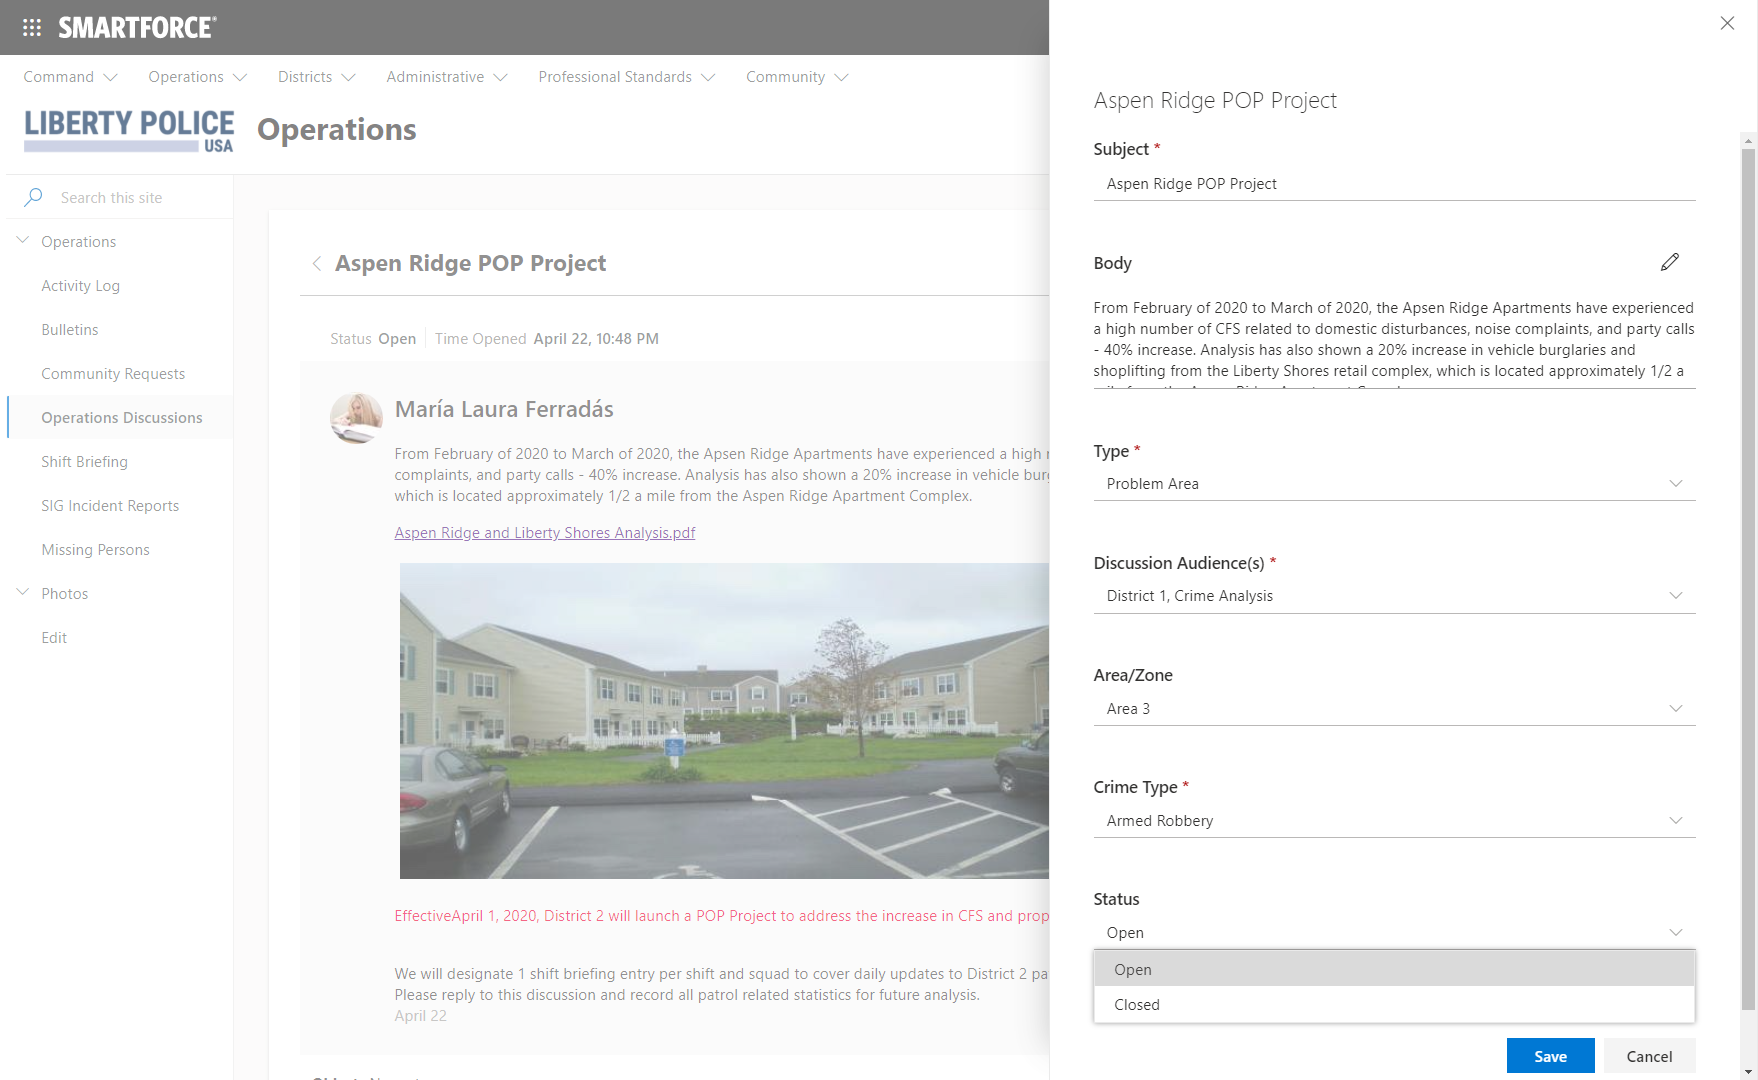 SMARTFORCE®
Command
Operations
Districts
Administrative
Professional Standards
Community
LIBERTY POLICE
USA
Operations
Search this site
Operations
Activity Log
Bulletins
Community Requests
Operations Discussions
Shift Briefing
SIG Incident Reports
Missing Persons
Photos
Edit
Aspen Ridge POP Project
Status Open
Time Opened April 22, 10:48 PM
María Laura Ferradás
From February of 2020 to March of 2020, the Apsen Ridge Apartments have experienced a high
complaints, and party calls - 40% increase. Analysis has also shown a 20% increase in vehicle
which is located approximately 1/2 a mile from the Aspen Ridge Apartment Complex.
Aspen Ridge and Liberty Shores Analysis.pdf
EffectiveApril 1, 2020, District 2 will launch a POP Project to address the increase in CFS and
We will designate 1 shift briefing entry per shift and squad to cover daily updates to District 2
Please reply to this discussion and record all patrol related statistics for future analysis.
April 22
Aspen Ridge POP Project
Subject *
Aspen Ridge POP Project
Body
From February of 2020 to March of 2020, the Apsen Ridge Apartments have experienced
a high number of CFS related to domestic disturbances, noise complaints, and party calls
- 40% increase. Analysis has also shown a 20% increase in vehicle burglaries and
shoplifting from the Liberty Shores retail complex, which is located approximately 1/2 a
Type *
Problem Area
Discussion Audience(s) *
District 1, Crime Analysis
Area/Zone
Area 3
Crime Type *
Armed Robbery
Status
Open
Open
Closed
Save
Cancel